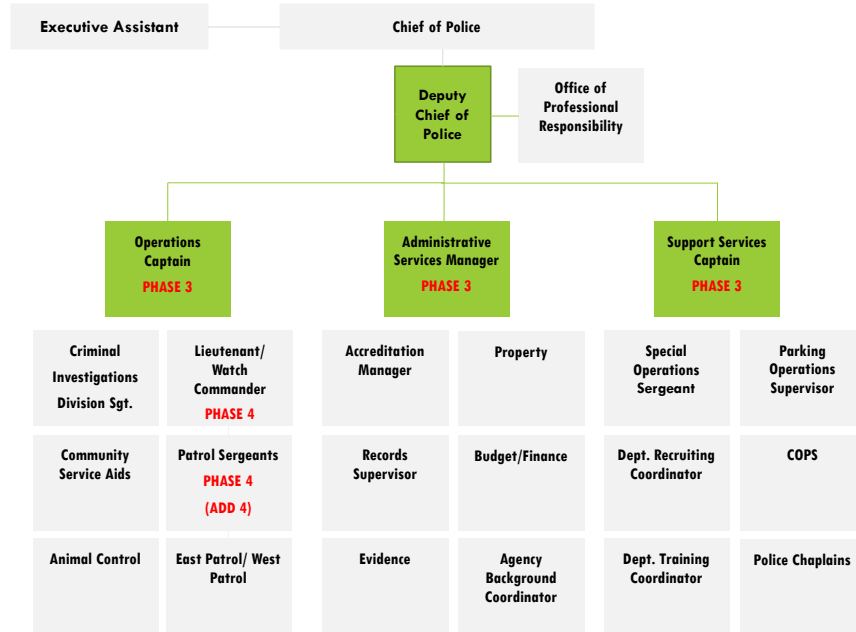 Executive Assistant
Chief of Police
Deputy
Chief of
Police
Office of
Professional
Responsibility
Operations
Captain
PHASE 3
Administrative
Services Manager
PHASE 3
Support Services
Captain
PHASE 3
Criminal
Investigations
Division Sgt.
Lieutenant/
Watch
Commander
PHASE 4
Accreditation
Manager
Property
Special
Operations
Sergeant
Parking
Operations
Supervisor
Community
Service Aids
Patrol Sergeants
PHASE 4
(ADD 4)
Records
Supervisor
Budget/Finance
Dept. Recruiting
Coordinator
COPS
Animal Control
East Patrol/ West
Patrol
Evidence
Agency
Background
Coordinator
Dept. Training
Coordinator
Police Chaplains